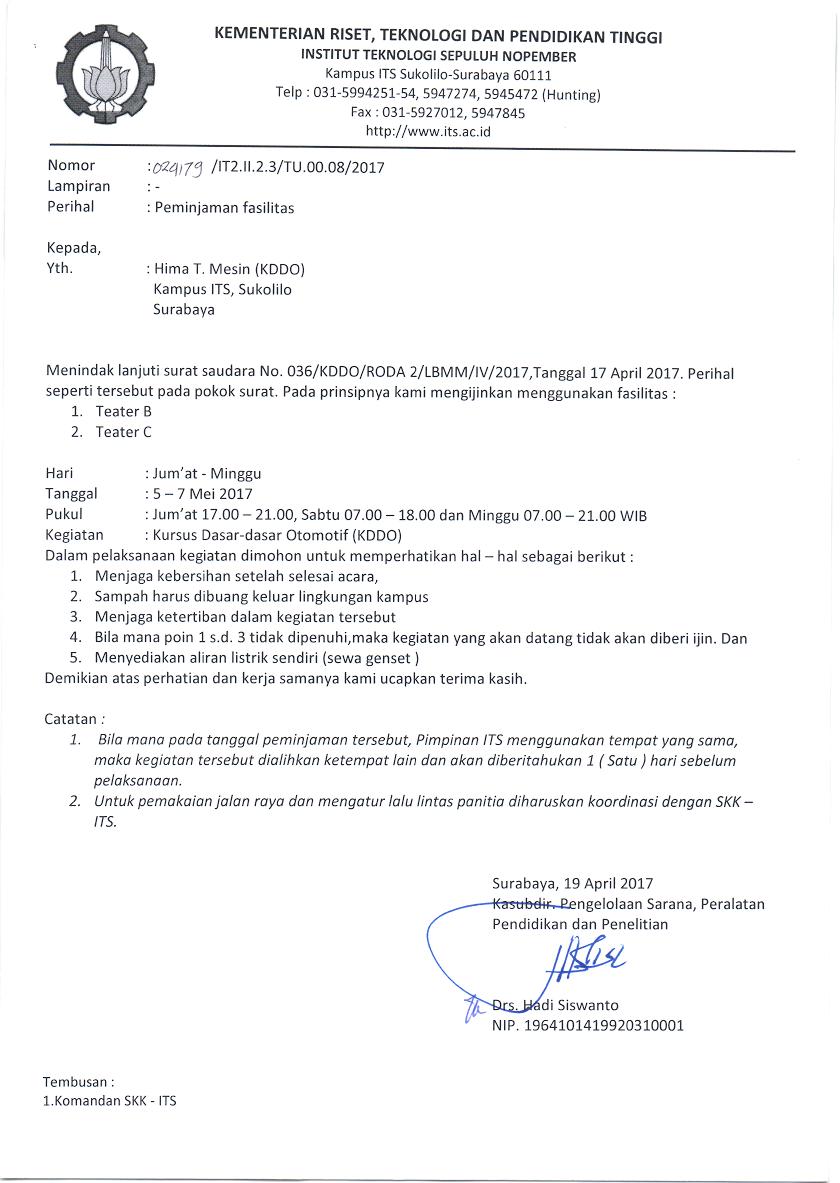 KEMENTERIAN RISET, TEKNOLOGI DAN PENDIDIKAN TINGGI
INSTITUT TEKNOLOGI SEPULUH NOPEMBER
Kampus ITS Sukolilo-Surabaya 60111
Telp : 031-5994251-54, 5947274, 5945472 (Hunting)
Fax : 031-5927012, 5947845
http://www.its.ac.id
Nomor : /IT2.II.2.3/TU.00.08/2017
Lampiran : -
Perihal : Peminjaman fasilitas
Kepada,
Yth. : Hima T. Mesin (KDDO)
Kampus ITS, Sukolilo
Surabaya
Menindak lanjuti surat saudara No. 036/KDDO/RODA 2/LBMM/IV/2017,Tanggal 17 April 2017. Perihal
seperti tersebut pada pokok surat. Pada prinsipnya kami mengijinkan menggunakan fasilitas :
1. Teater B
2. Teater C
Hari : Jum'at - Minggu
Tanggal : 5 – 7 Mei 2017
Pukul : Jum'at 17.00 – 21.00, Sabtu 07.00 – 18.00 dan Minggu 07.00 – 21.00 WIB
Kegiatan : Kursus Dasar-dasar Otomotif (KDDO)
Dalam pelaksanaan kegiatan dimohon untuk memperhatikan hal – hal sebagai berikut :
1. Menjaga kebersihan setelah selesai acara,
2. Sampah harus dibuang keluar lingkungan kampus
3. Menjaga ketertiban dalam kegiatan tersebut
4. Bila mana poin 1 s.d. 3 tidak dipenuhi,maka kegiatan yang akan datang tidak akan diberi ijin. Dan
5. Menyediakan aliran listrik sendiri (sewa genset )
Demikian atas perhatian dan kerja samanya kami ucapkan terima kasih.
Catatan :
1. Bila mana pada tanggal peminjaman tersebut, Pimpinan ITS menggunakan tempat yang sama,
maka kegiatan tersebut dialihkan ketempat lain dan akan diberitahukan 1 ( Satu ) hari sebelum
pelaksanaan.
2. Untuk pemakaian jalan raya dan mengatur lalu lintas panitia diharuskan koordinasi dengan SKK –
ITS.
Surabaya, 19 April 2017
Kasubdir. Pengelolaan Sarana, Peralatan
Pendidikan dan Penelitian
Drs. Hadi Siswanto
NIP. 1964101419920310001
Tembusan :
1.Komandan SKK - ITS